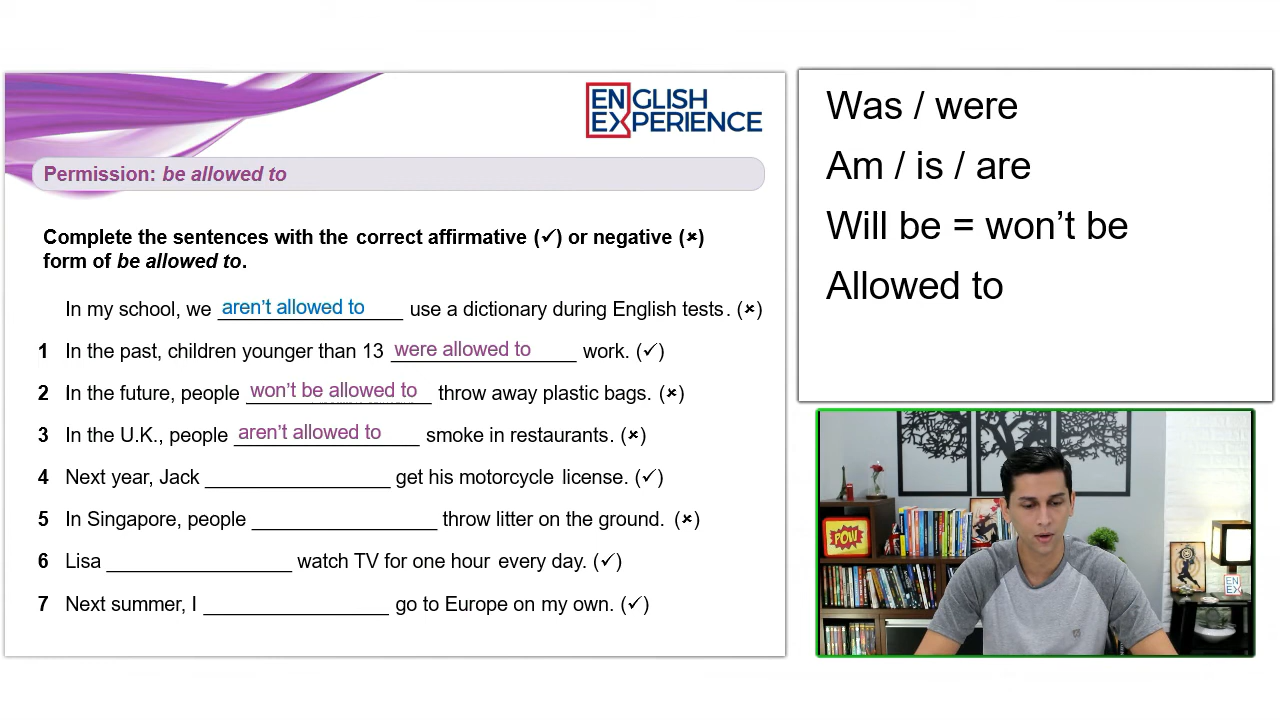 ENGLISH
EXPERIENCE
Permission: be allowed to
Complete the sentences with the correct affirmative (✓) or negative (×)
form of be allowed to.
In my school, we aren't allowed to use a dictionary during English tests. (×)
1 In the past, children younger than 13 were allowed to work. (✓)
2 In the future, people won't be allowed to throw away plastic bags. (×)
3 In the U.K., people aren't allowed to smoke in restaurants. (×)
4 Next year, Jack _________________ get his motorcycle license. (✓)
5 In Singapore, people _________________ throw litter on the ground. (×)
6 Lisa _________________ watch TV for one hour every day. (✓)
7 Next summer, I _________________ go to Europe on my own. (✓)
Was / were
Am / is / are
Will be = won't be
Allowed to
POW
EN
EX